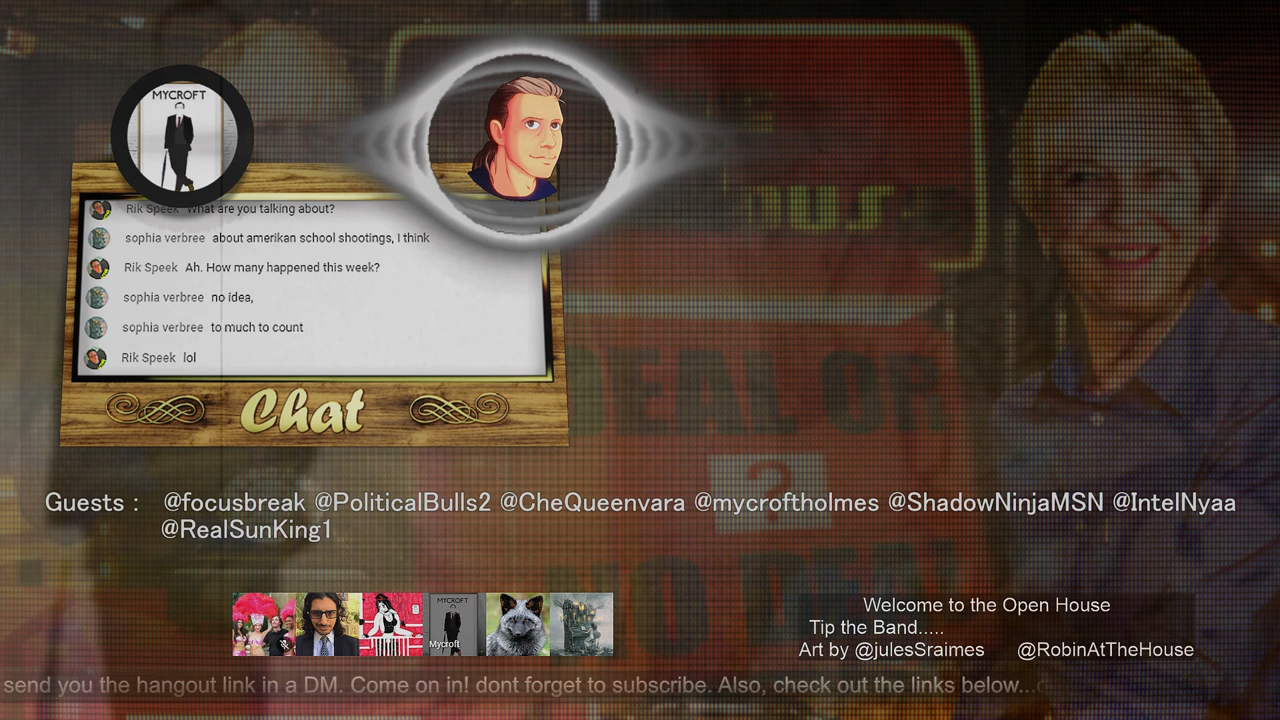 MYCROFT
Rik Speek What are you talking about?
sophia verbree about amerikan school shootings, I think
Rik Speek Ah. How many happened this week?
sophia verbree no idea,
sophia verbree to much to count
Rik Speek lol
Chat
DEAL OR
?
NO DEAL
Guests : @focusbreak @PoliticalBulls2 @CheQueenvara @mycroftholmes @ShadowNinjaMSN @IntelNyaa
@RealSunKing1
MYCROFT
Mycroft
Welcome to the Open House
Tip the Band.....
Art by @julesSraimes @RobinAtTheHouse
send you the hangout link in a DM. Come on in! dont forget to subscribe. Also, check out the links below...